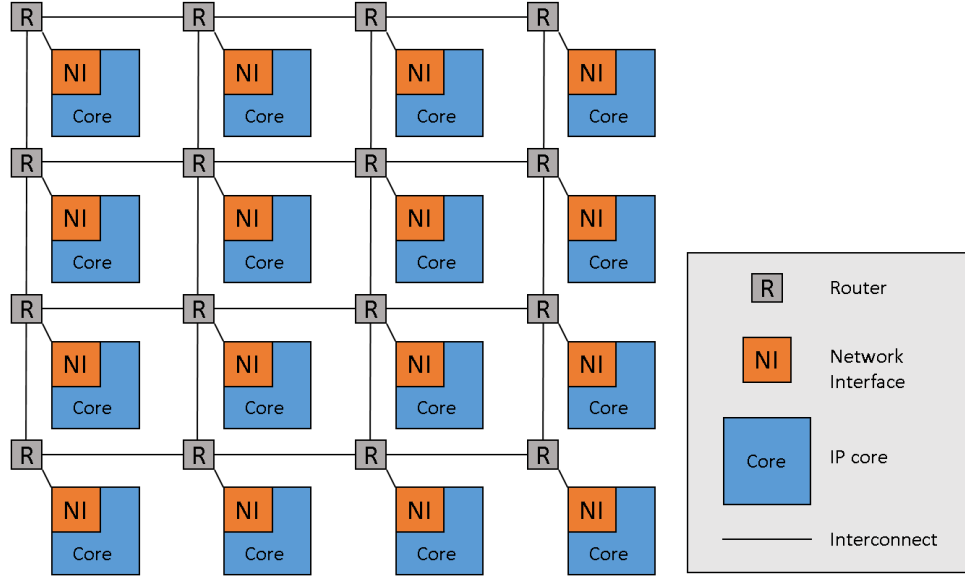 R R R R
NI NI NI NI
Core Core Core Core
R R R R
NI NI NI NI
Core Core Core Core
R R R R
NI NI NI NI
Core Core Core Core
R R R R
NI NI NI NI
Core Core Core Core
R Router
NI Network
Interface
Core IP core
Interconnect